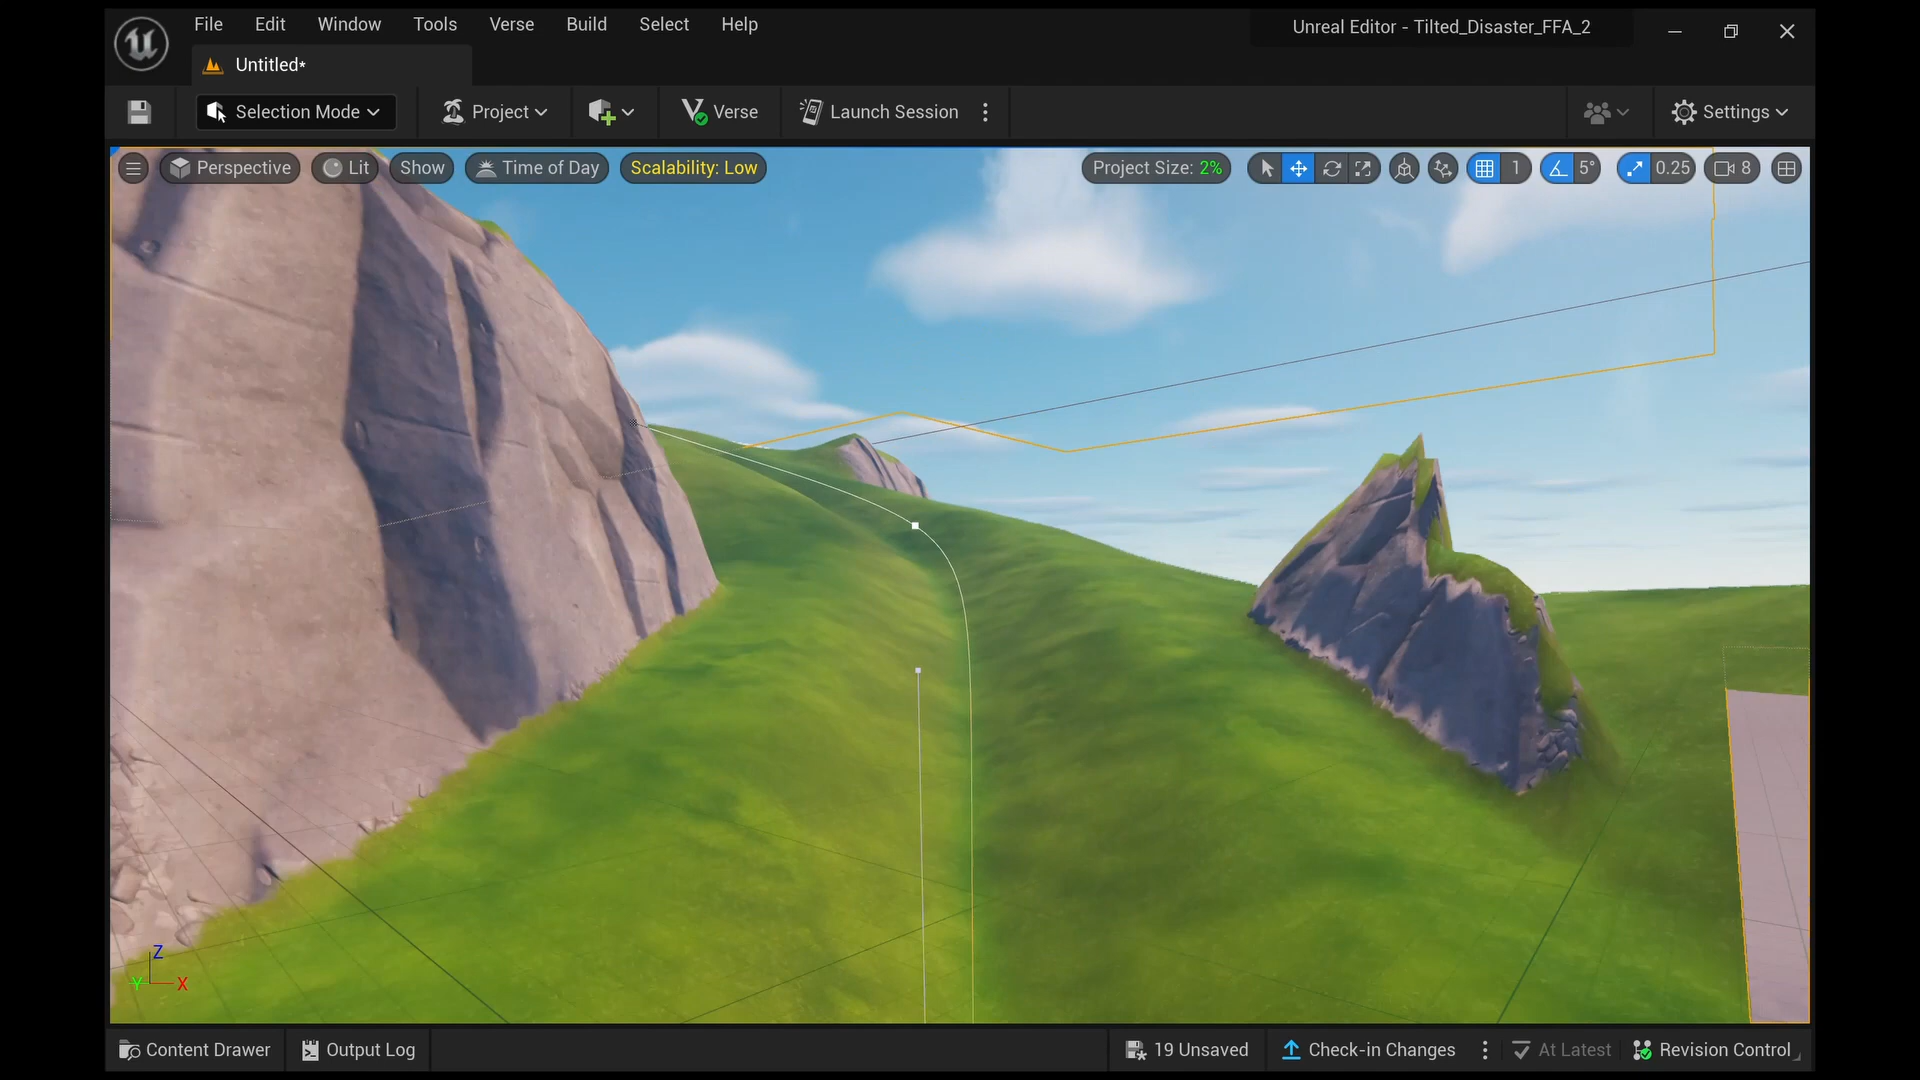 File Edit Window Tools Verse Build Select Help
Unreal Editor - Tilted_Disaster_FFA_2
Untitled*
Selection Mode Project Verse Launch Session Settings
Perspective Lit Show Time of Day Scalability: Low Project Size: 2% 1 5° 0.25 8
Z
Y X
Content Drawer Output Log 19 Unsaved Check-in Changes At Latest Revision Control